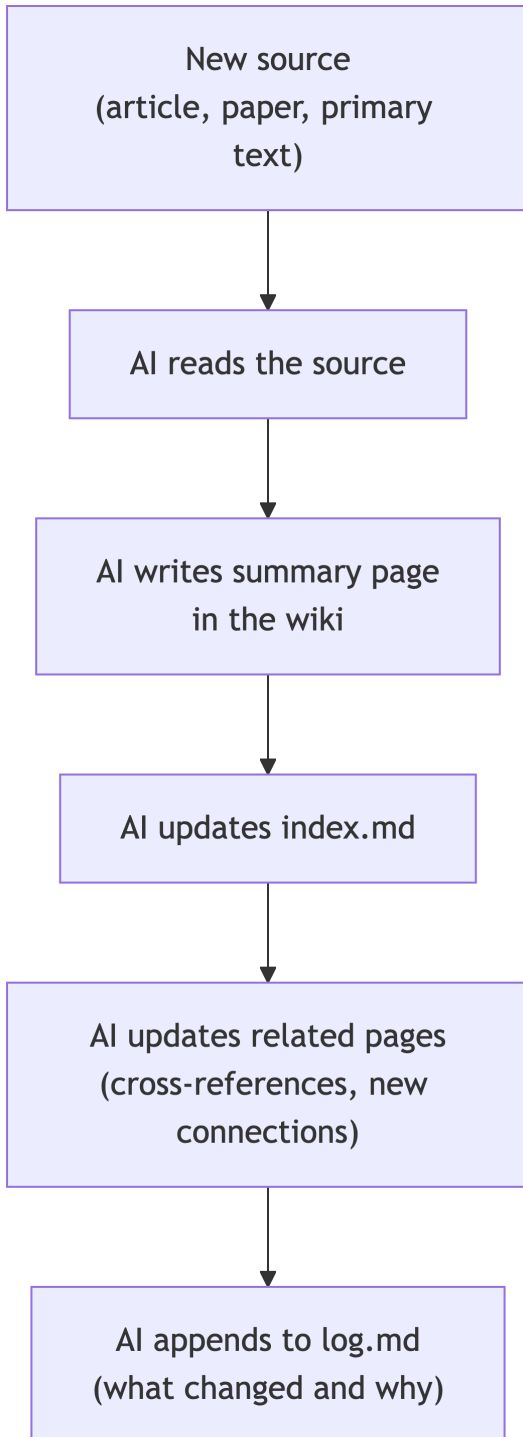 New source
(article, paper, primary
text)
AI reads the source
AI writes summary page
in the wiki
AI updates index.md
AI updates related pages
(cross-references, new
connections)
AI appends to log.md
(what changed and why)